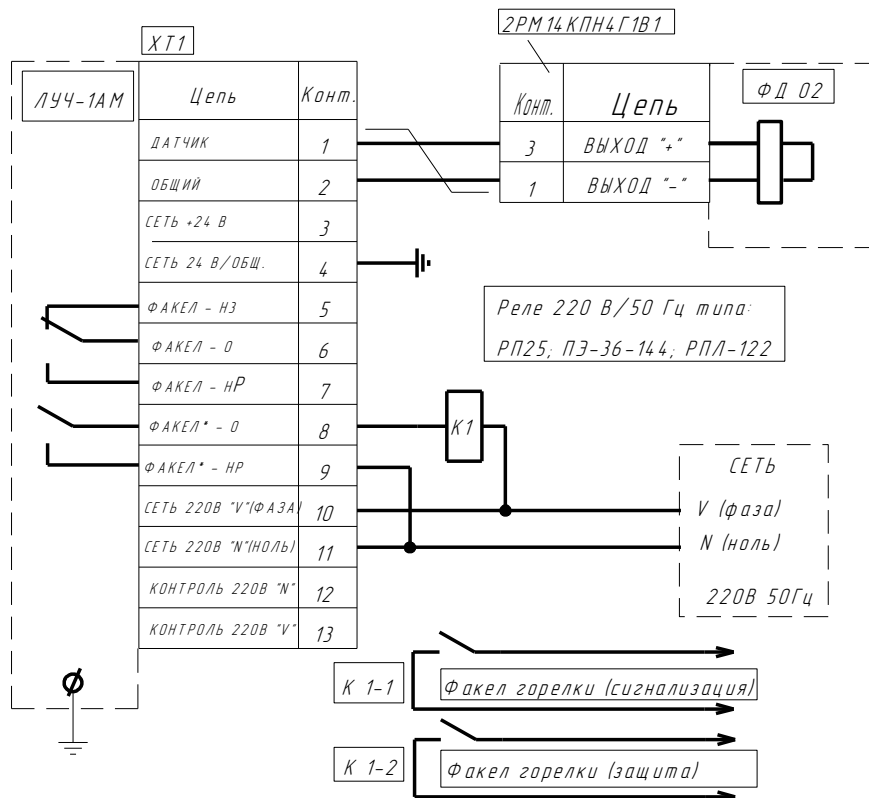 2РМ14КПН4Г1В1
ХТ1
ЛУЧ-1АМ
Цепь Конт.
ДАТЧИК 1
ОБЩИЙ 2
СЕТЬ +24 В 3
СЕТЬ 24 В/ОБЩ. 4
ФАКЕЛ - НЗ 5
ФАКЕЛ - О 6
ФАКЕЛ - НР 7
ФАКЕЛ* - О 8
ФАКЕЛ* - НР 9
СЕТЬ 220В "V"(ФАЗА) 10
СЕТЬ 220В "N"(НОЛЬ) 11
КОНТРОЛЬ 220В "N" 12
КОНТРОЛЬ 220В "V" 13
Конт. Цепь
3 ВЫХОД "+"
1 ВЫХОД "-"
ФД 02
Реле 220 В/50 Гц типа:
РП25; ПЭ-36-144; РПЛ-122
К1
СЕТЬ
V (фаза)
N (ноль)
220В 50Гц
К 1-1
Факел горелки (сигнализация)
К 1-2
Факел горелки (защита)